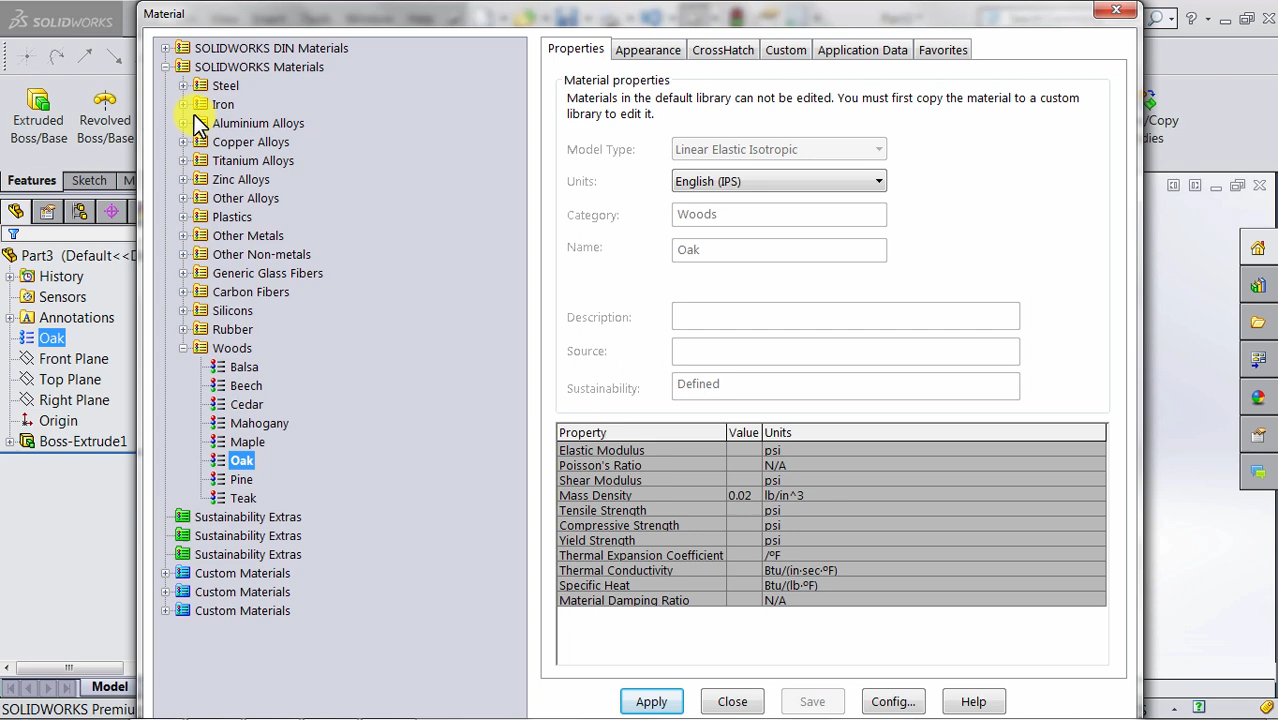 SOLIDWORKS
Material
Extruded
Boss/Base
Revolved
Boss/Base
Features
Sketch
M
Part3 (Default<<D
History
Sensors
Annotations
Oak
Front Plane
Top Plane
Right Plane
Origin
Boss-Extrude1
Model
SOLIDWORKS Premiu
SOLIDWORKS DIN Materials
SOLIDWORKS Materials
Steel
Iron
Aluminium Alloys
Copper Alloys
Titanium Alloys
Zinc Alloys
Other Alloys
Plastics
Other Metals
Other Non-metals
Generic Glass Fibers
Carbon Fibers
Silicons
Rubber
Woods
Balsa
Beech
Cedar
Mahogany
Maple
Oak
Pine
Teak
Sustainability Extras
Sustainability Extras
Sustainability Extras
Custom Materials
Custom Materials
Custom Materials
Properties Appearance CrossHatch Custom Application Data Favorites
Material properties
Materials in the default library can not be edited. You must first copy the material to a custom
library to edit it.
Model Type: Linear Elastic Isotropic
Units: English (IPS)
Category: Woods
Name: Oak
Description:
Source:
Sustainability: Defined
Property Value Units
Elastic Modulus psi
Poisson's Ratio N/A
Shear Modulus psi
Mass Density 0.02 lb/in^3
Tensile Strength psi
Compressive Strength psi
Yield Strength psi
Thermal Expansion Coefficient /ºF
Thermal Conductivity Btu/(in·sec·ºF)
Specific Heat Btu/(lb·ºF)
Material Damping Ratio N/A
Apply Close Save Config... Help
/Copy
dies